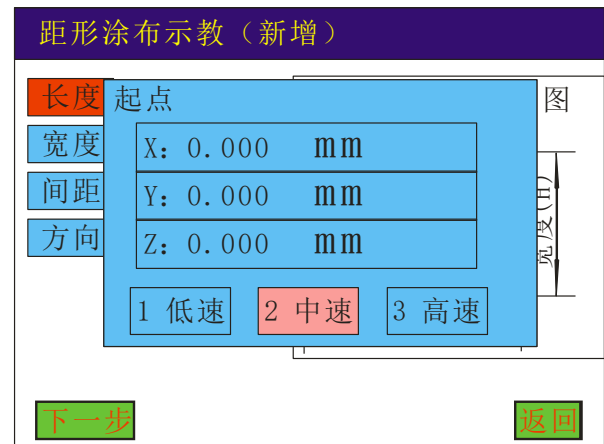 距形涂布示教（新增）
长度
起点
图
宽度
X: 0.000 mm
间距
Y: 0.000 mm
宽度(H)
方向
Z: 0.000 mm
1 低速
2 中速
3 高速
下一步
返回